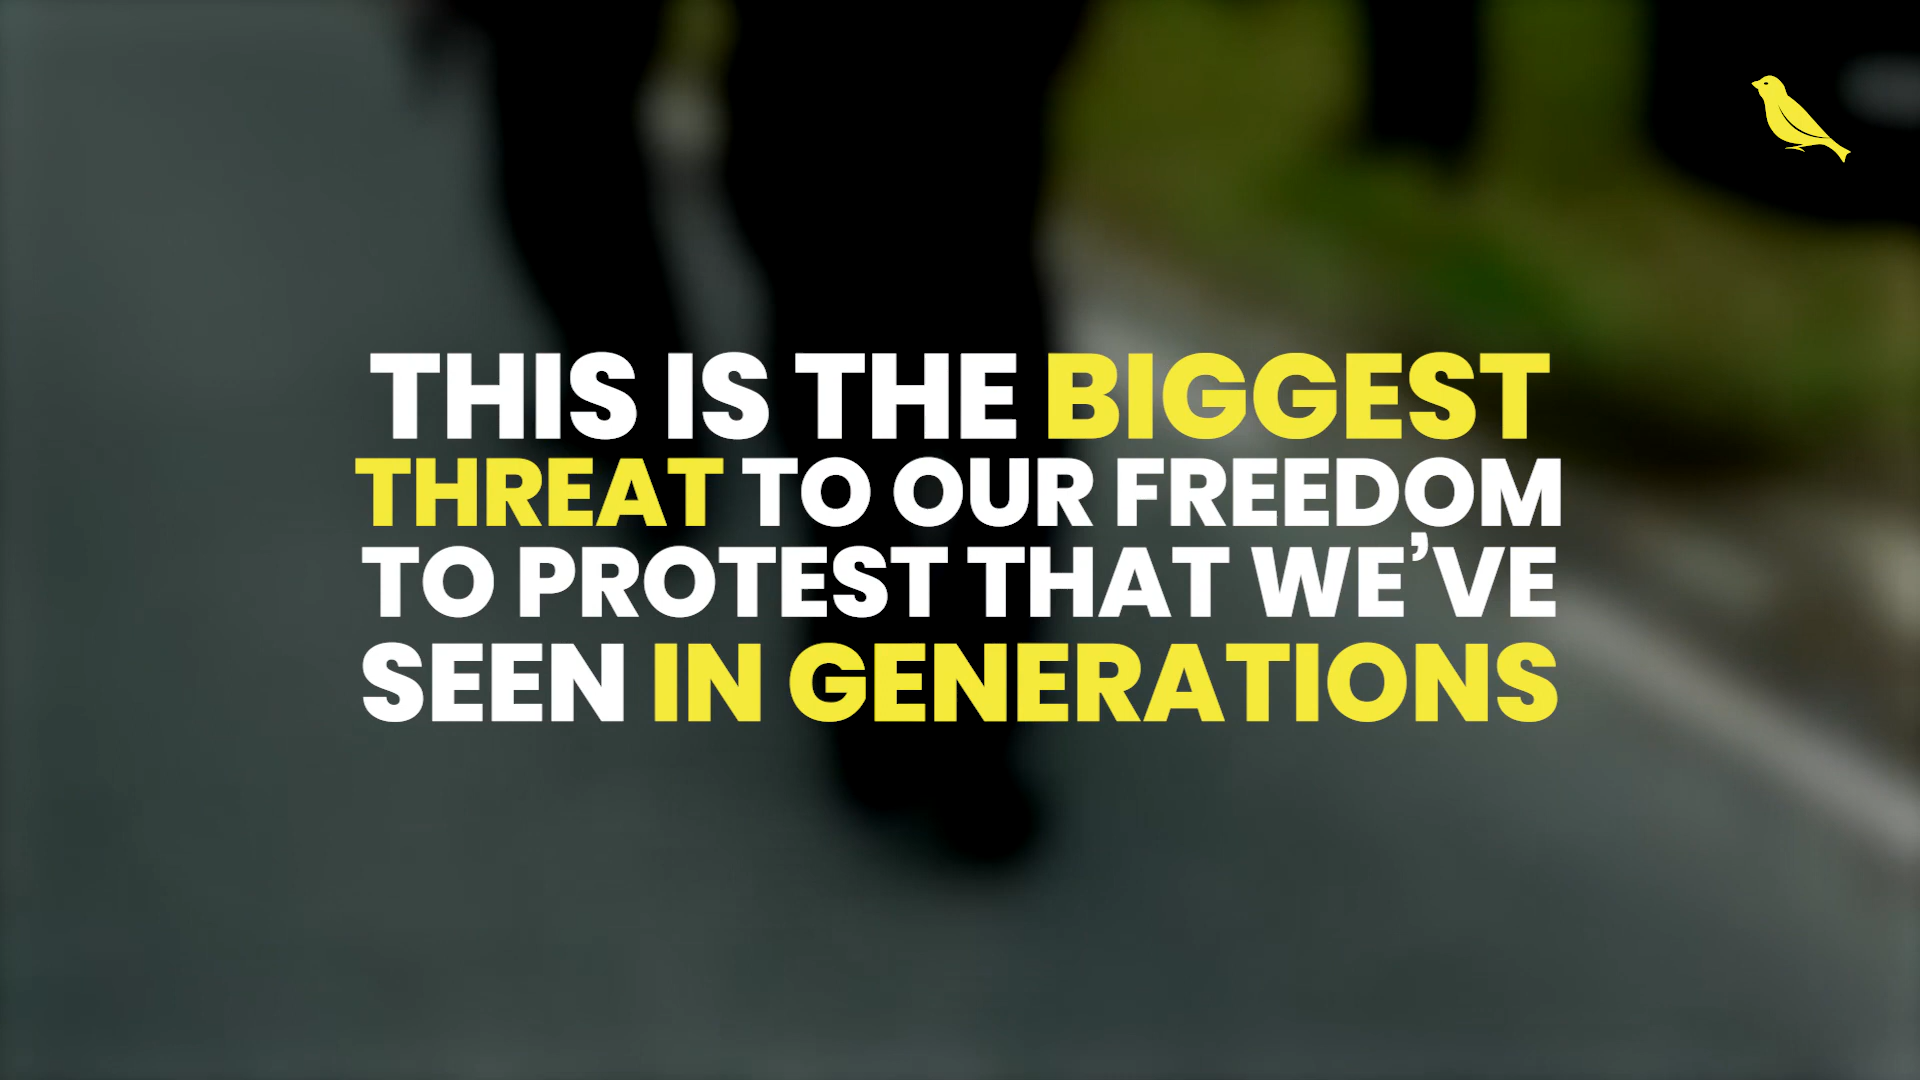 THIS IS THE BIGGEST
THREAT TO OUR FREEDOM
TO PROTEST THAT WE’VE
SEEN IN GENERATIONS